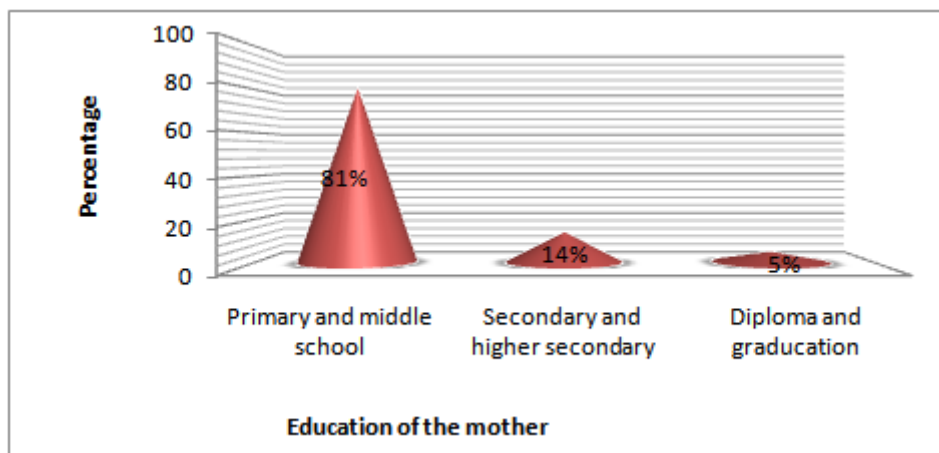 100
80
60
40
20
0
Percentage
81%
14%
5%
Primary and middle
school
Secondary and
higher secondary
Diploma and
graducation
Education of the mother